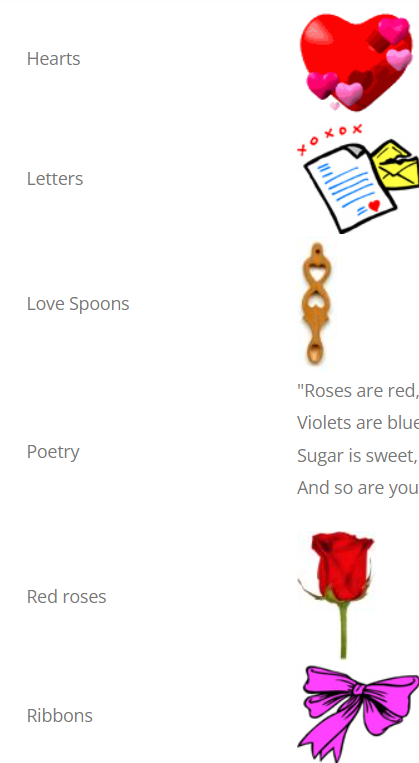 Hearts
xoxox
Letters
Love Spoons
"Roses are red,
Violets are blue
Sugar is sweet,
And so are you
Poetry
Red roses
Ribbons